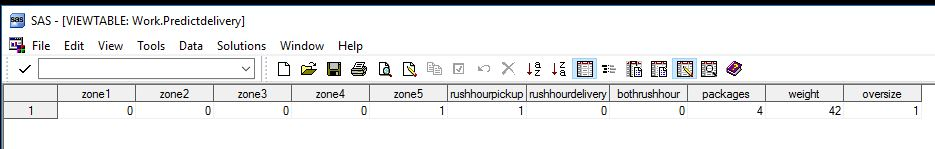 sas SAS - [VIEWTABLE: Work.Predictdelivery]
File Edit View Tools Data Solutions Window Help
zone1 zone2 zone3 zone4 zone5 rushhourpickup rushhourdelivery bothrushhour packages weight oversize
1 0 0 0 0 1 1 0 0 4 42 1